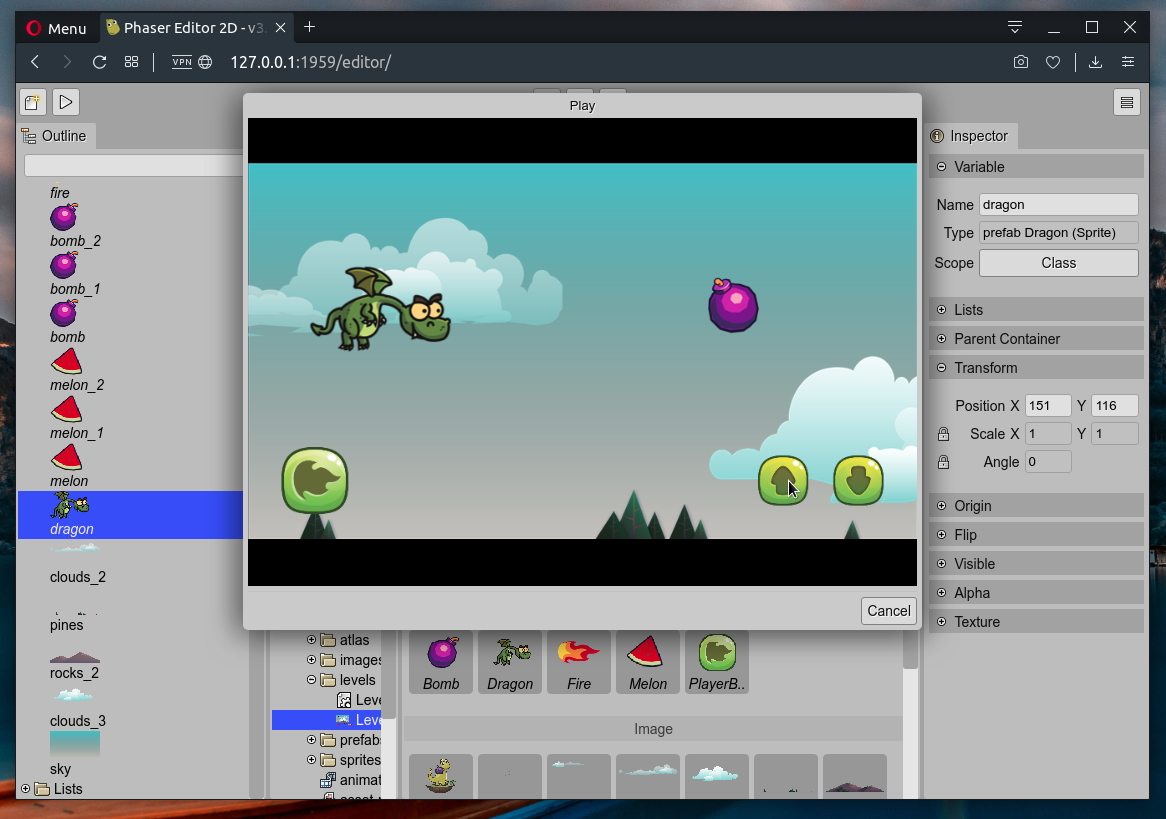 Menu
Phaser Editor 2D - v3
VPN
127.0.0.1:1959/editor/
Play
Outline
fire
bomb_2
bomb_1
bomb
melon_2
melon_1
melon
dragon
clouds_2
pines
rocks_2
clouds_3
sky
Lists
Cancel
atlas
images
levels
Leve
Leve
prefab
sprites
animat
Bomb
Dragon
Fire
Melon
PlayerB..
Image
Inspector
Variable
Name dragon
Type prefab Dragon (Sprite)
Scope Class
Lists
Parent Container
Transform
Position X 151 Y 116
Scale X 1 Y 1
Angle 0
Origin
Flip
Visible
Alpha
Texture